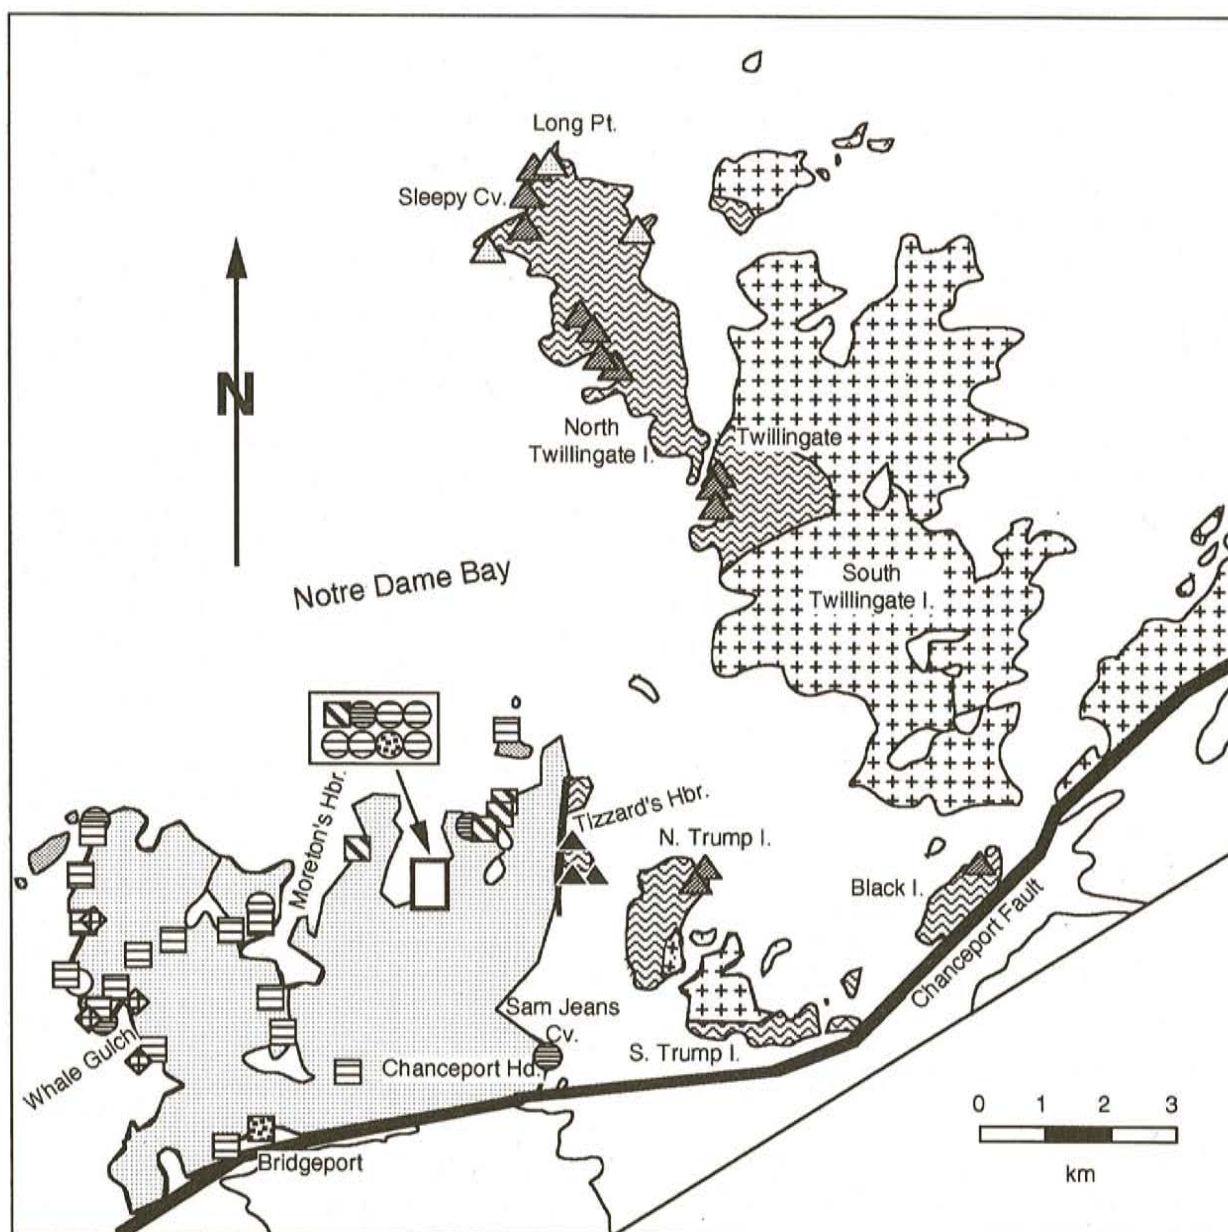 Long Pt.
Sleepy Cv.
N
North
Twillingate I.
Twillingate
South
Twillingate I.
Notre Dame Bay
Moreton's Hbr.
Tizzard's Hbr.
N. Trump I.
Black I.
Chanceport Fault
Sam Jeans
Cv.
S. Trump I.
Chanceport Hd.
Whale Gulch
Bridgeport
0 1 2 3
km